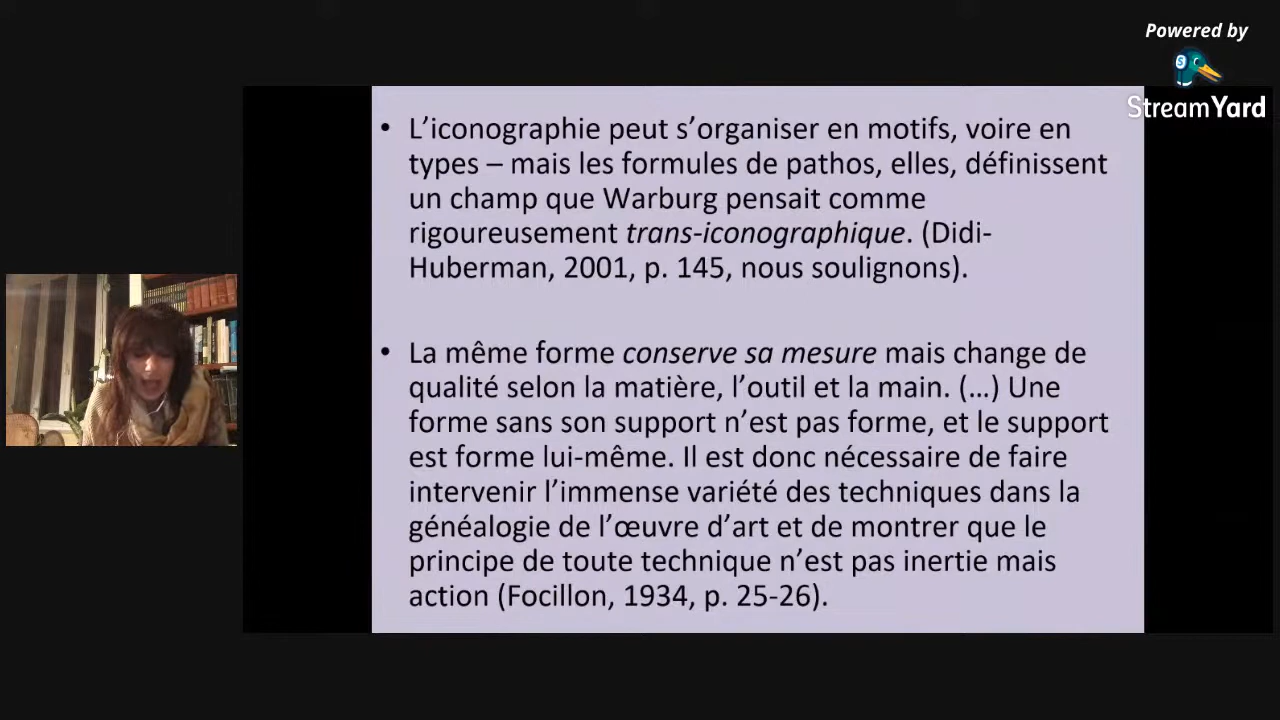 Powered by
StreamYard
• L’iconographie peut s’organiser en motifs, voire en
types – mais les formules de pathos, elles, définissent
un champ que Warburg pensait comme
rigoureusement trans-iconographique. (Didi-
Huberman, 2001, p. 145, nous soulignons).
• La même forme conserve sa mesure mais change de
qualité selon la matière, l’outil et la main. (…) Une
forme sans son support n’est pas forme, et le support
est forme lui-même. Il est donc nécessaire de faire
intervenir l’immense variété des techniques dans la
généalogie de l’œuvre d’art et de montrer que le
principe de toute technique n’est pas inertie mais
action (Focillon, 1934, p. 25-26).